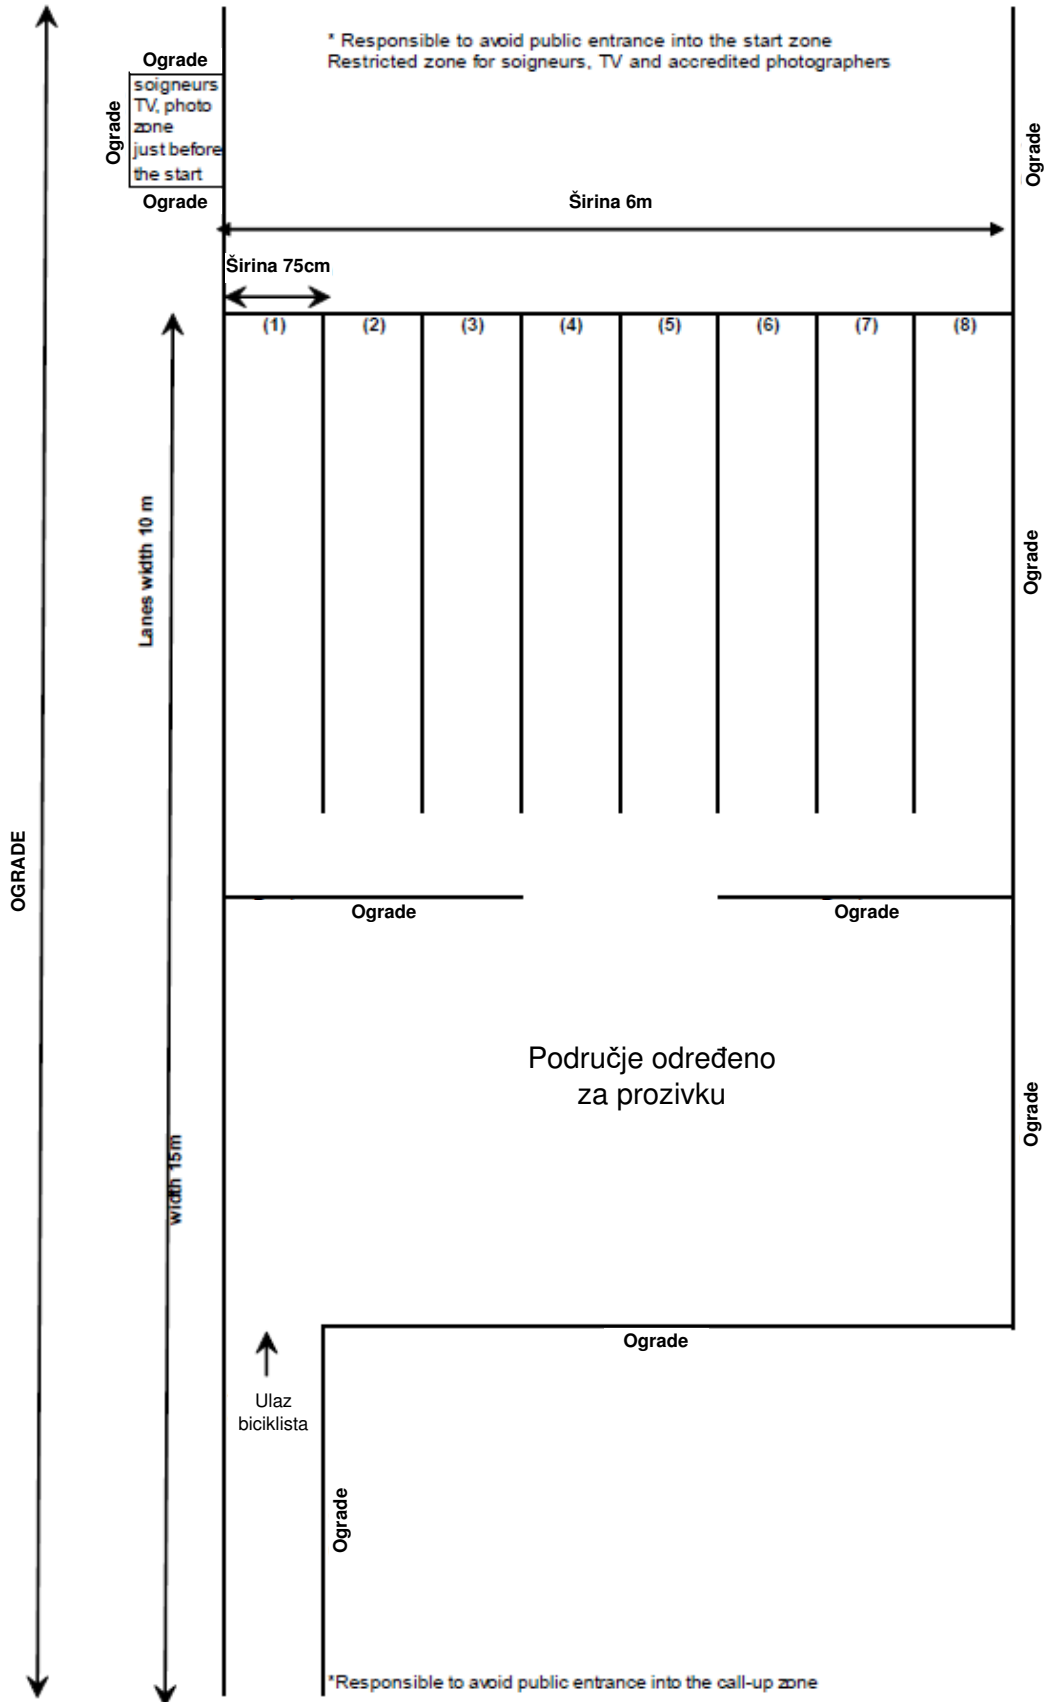 * Responsible to avoid public entrance into the start zone
Restricted zone for soigneurs, TV and accredited photographers
Ograde
soigneurs
TV, photo
zone
just before
the start
Ograde
Ograde
Ograde
Širina 6m
Širina 75cm
(1) (2) (3) (4) (5) (6) (7) (8)
Lanes width 10 m
Ograde
OGRADE
Ograde
Ograde
Područje određeno
za prozivku
Ograde
width 15m
Ograde
Ulaz
biciklista
Ograde
*Responsible to avoid public entrance into the call-up zone